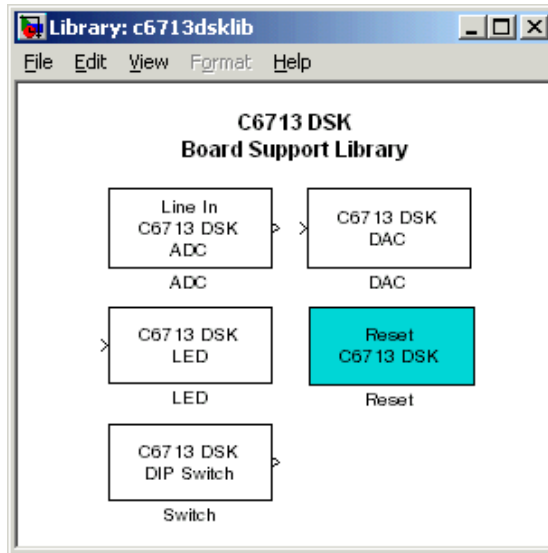 Library: c6713dsklib
File Edit View Format Help
C6713 DSK
Board Support Library
Line In
C6713 DSK
ADC
ADC
C6713 DSK
DAC
DAC
C6713 DSK
LED
LED
Reset
C6713 DSK
Reset
C6713 DSK
DIP Switch
Switch